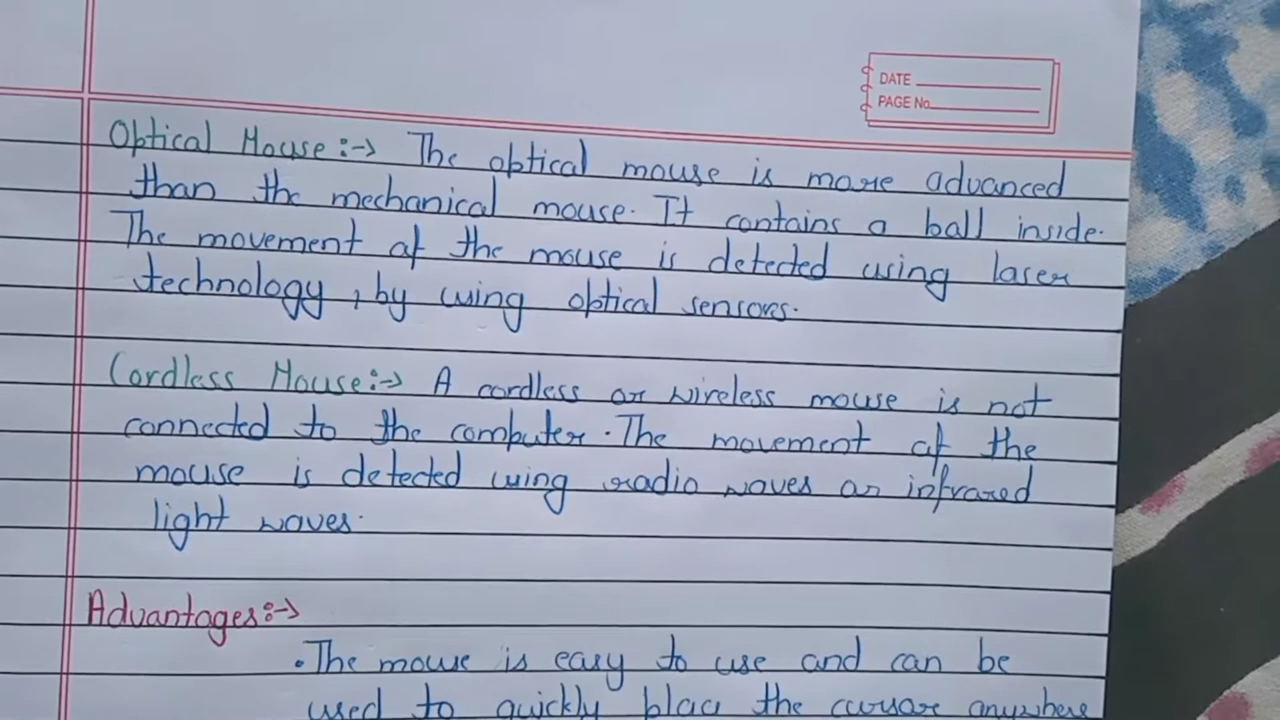 DATE
PAGE No.
Optical Mouse :→ The optical mouse is more advanced
than the mechanical mouse. It contains a ball inside.
The movement of the mouse is detected using laser
technology, by using optical sensors.
Cordless Mouse:→ A cordless or wireless mouse is not
connected to the computer. The movement of the
mouse is detected using radio waves or infrared
light waves.
Advantages:→
• The mouse is easy to use and can be
used to quickly place the cursor anywhere